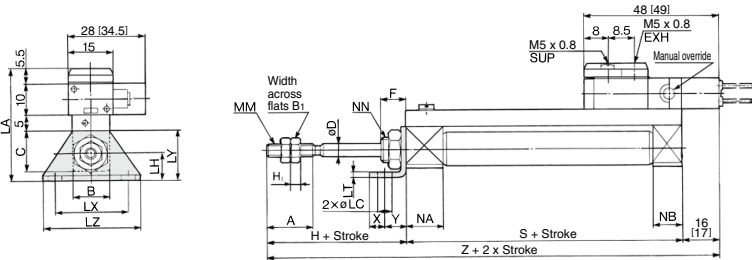 28 [34.5]
15
5.5
10
5
LA
C
B
LX
LZ
LH
LY
48 [49]
8
8.5
M5 x 0.8
EXH
M5 x 0.8
SUP
Manual override
Width
across
flats B1
MM
NN
F
øD
H1
LT
2×øLC
A
X
Y
NA
NB
H + Stroke
S + Stroke
16
[17]
Z + 2 x Stroke